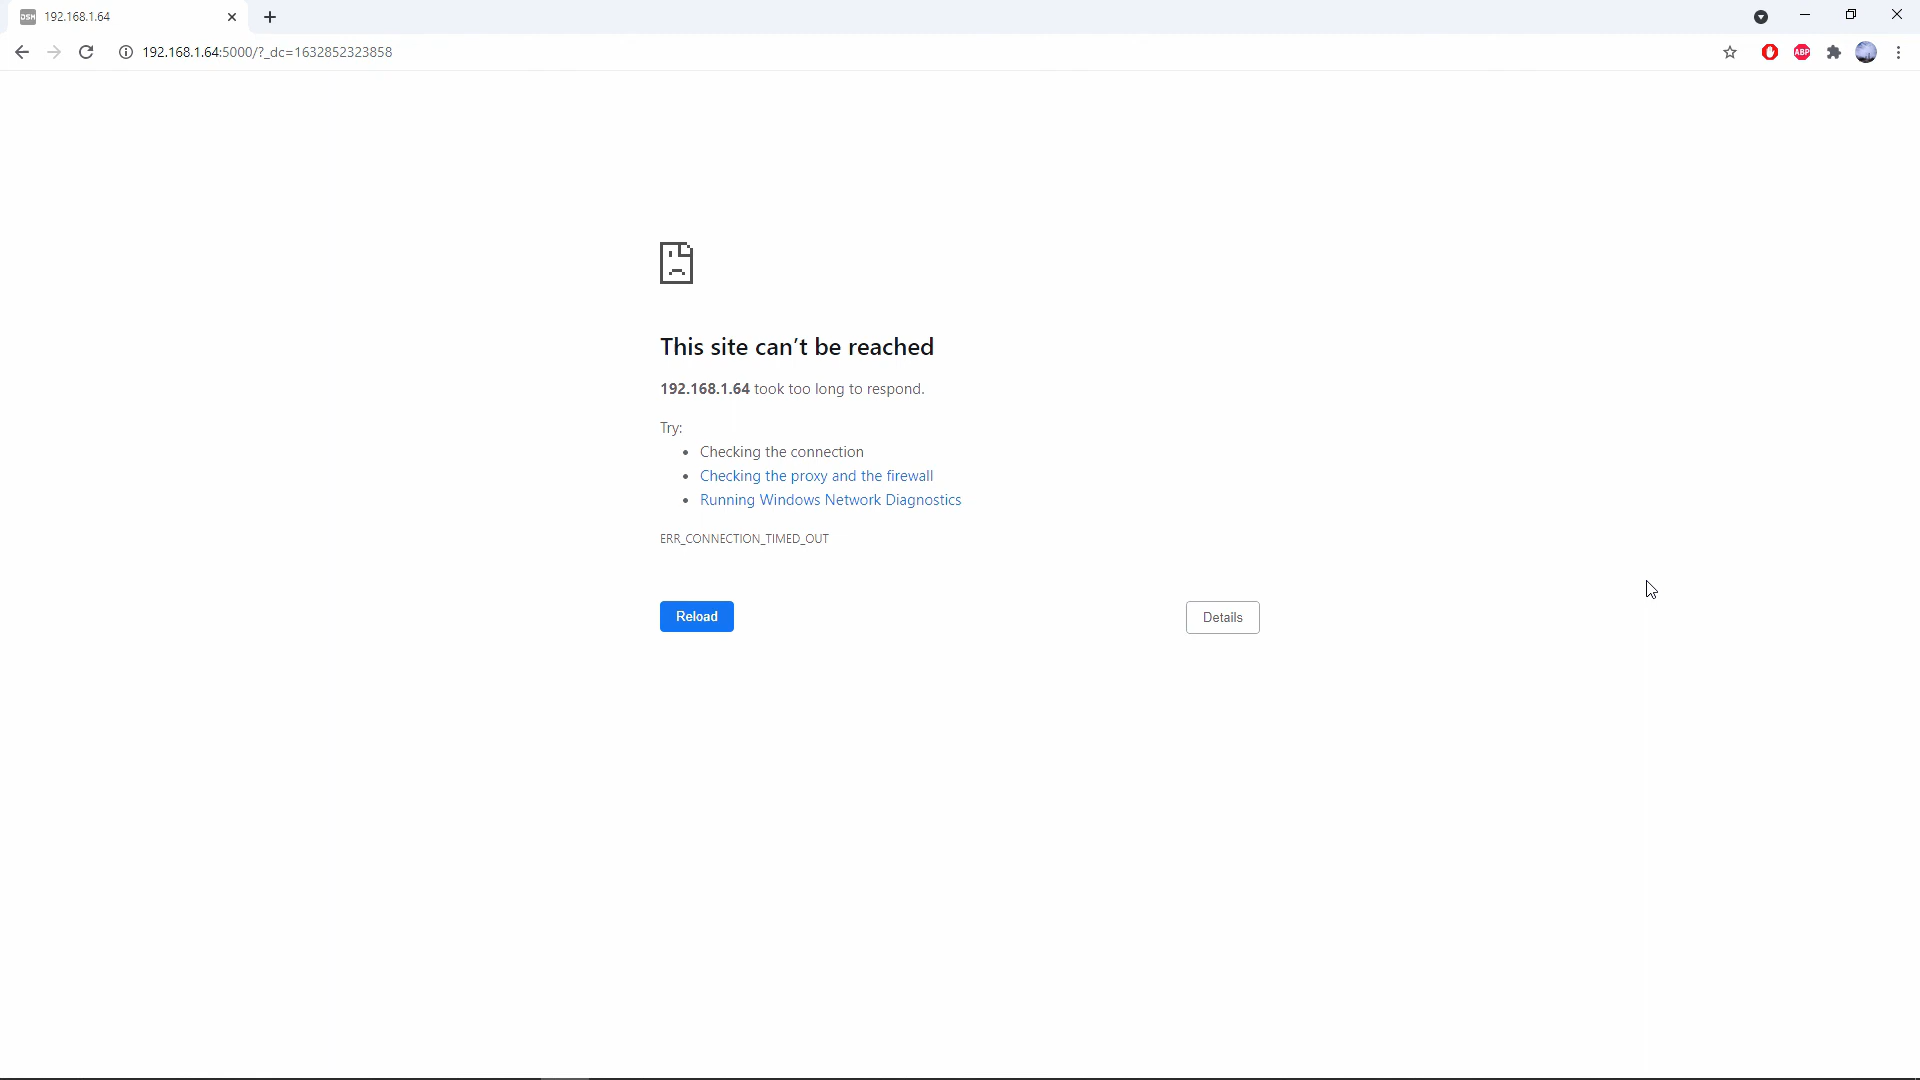 DSM 192.168.1.64
192.168.1.64:5000/?_dc=1632852323858
ABP
This site can't be reached
192.168.1.64 took too long to respond.
Try:
• Checking the connection
• Checking the proxy and the firewall
• Running Windows Network Diagnostics
ERR_CONNECTION_TIMED_OUT
Reload
Details